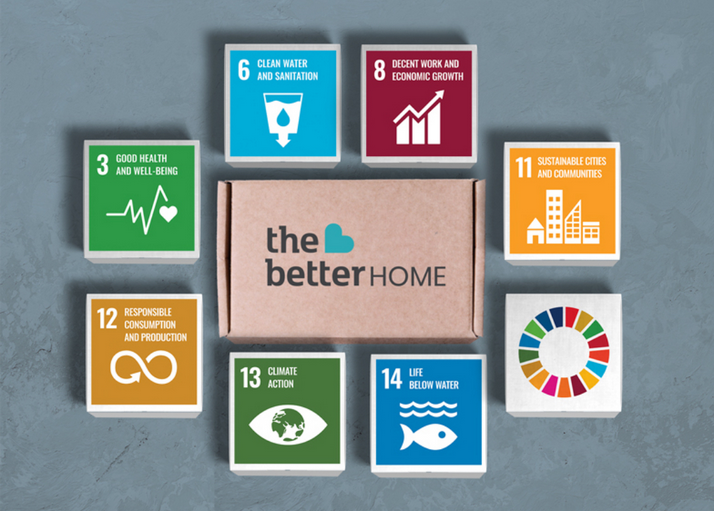 6 CLEAN WATER
AND SANITATION
8 DECENT WORK AND
ECONOMIC GROWTH
3 GOOD HEALTH
AND WELL-BEING
11 SUSTAINABLE CITIES
AND COMMUNITIES
the
better HOME
12 RESPONSIBLE
CONSUMPTION
AND PRODUCTION
13 CLIMATE
ACTION
14 LIFE
BELOW WATER